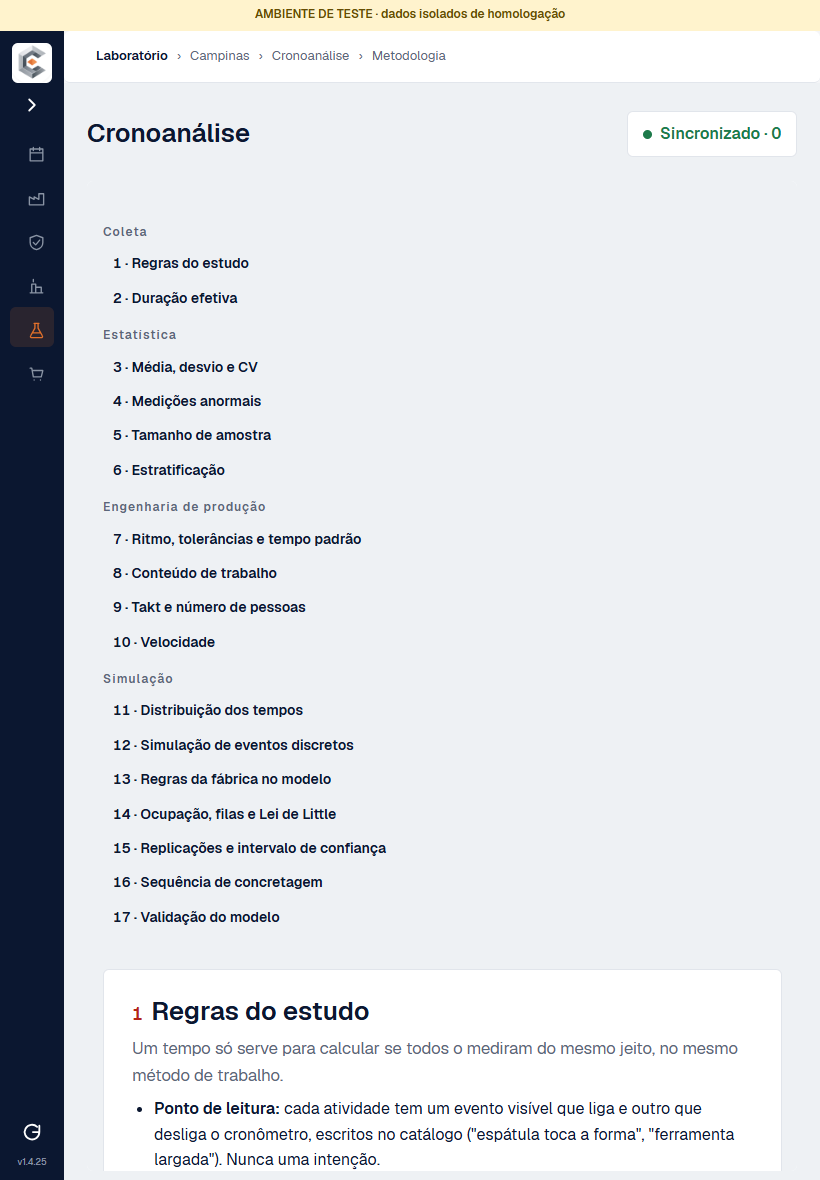 AMBIENTE DE TESTE · dados isolados de homologação
Laboratório › Campinas › Cronoanálise › Metodologia
Cronoanálise
Sincronizado · 0
Coleta
1 · Regras do estudo
2 · Duração efetiva
Estatística
3 · Média, desvio e CV
4 · Medições anormais
5 · Tamanho de amostra
6 · Estratificação
Engenharia de produção
7 · Ritmo, tolerâncias e tempo padrão
8 · Conteúdo de trabalho
9 · Takt e número de pessoas
10 · Velocidade
Simulação
11 · Distribuição dos tempos
12 · Simulação de eventos discretos
13 · Regras da fábrica no modelo
14 · Ocupação, filas e Lei de Little
15 · Replicações e intervalo de confiança
16 · Sequência de concretagem
17 · Validação do modelo
1 Regras do estudo
Um tempo só serve para calcular se todos o mediram do mesmo jeito, no mesmo
método de trabalho.
• Ponto de leitura: cada atividade tem um evento visível que liga e outro que
desliga o cronômetro, escritos no catálogo ("espátula toca a forma", "ferramenta
largada"). Nunca uma intenção.
v1.4.25